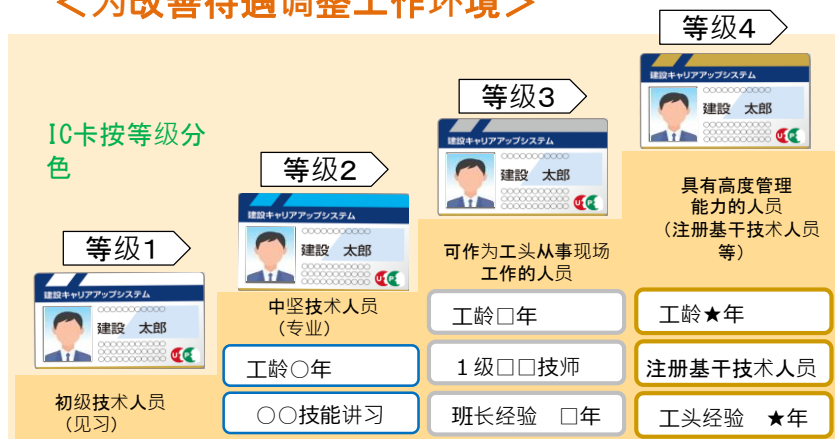 ＜为改善待遇调整工作环境＞
IC卡按等级分
色
等级1
建設キャリアアップシステム
建設　太郎
初级技术人员
（见习）
等级2
建設キャリアアップシステム
建設　太郎
中坚技术人员
（专业）
工龄○年
○○技能讲习
等级3
建設キャリアアップシステム
建設　太郎
可作为工头从事现场
工作的人员
工龄□年
１级□□技师
班长经验　□年
等级4
建設キャリアアップシステム
建設　太郎
具有高度管理
能力的人员
（注册基干技术人员
等）
工龄★年
注册基干技术人员
工头经验　★年